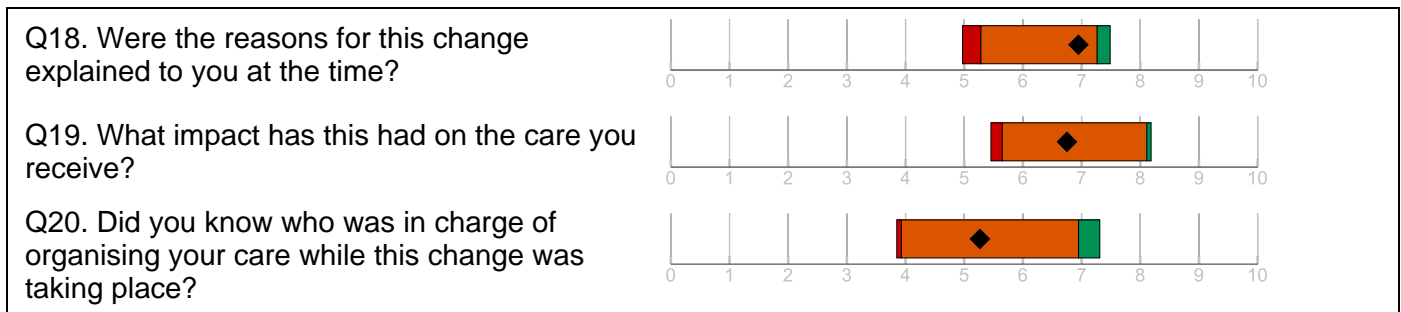 Q18. Were the reasons for this change
explained to you at the time?
0 1 2 3 4 5 6 7 8 9 10
Q19. What impact has this had on the care you
receive?
0 1 2 3 4 5 6 7 8 9 10
Q20. Did you know who was in charge of
organising your care while this change was
taking place?
0 1 2 3 4 5 6 7 8 9 10